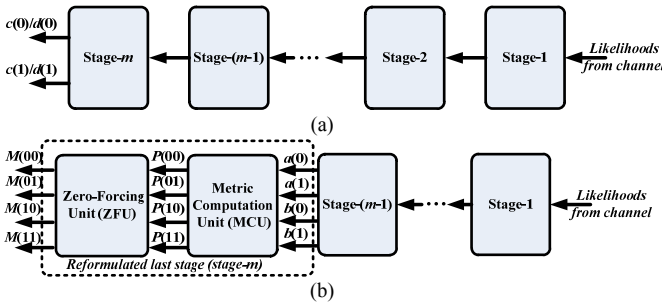 c(0)/d(0)
c(1)/d(1)
Stage-m
Stage-(m-1)
...
Stage-2
Stage-1
Likelihoods
from channel
(a)
M(00)
M(01)
M(10)
M(11)
Zero-Forcing
Unit (ZFU)
P(00)
P(01)
P(10)
P(11)
Metric
Computation
Unit (MCU)
a(0)
a(1)
b(0)
b(1)
Stage-(m-1)
...
Stage-1
Likelihoods
from channel
Reformulated last stage (stage-m)
(b)